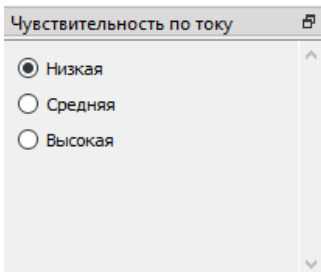 Чувствительность по току
Низкая
Средняя
Высокая